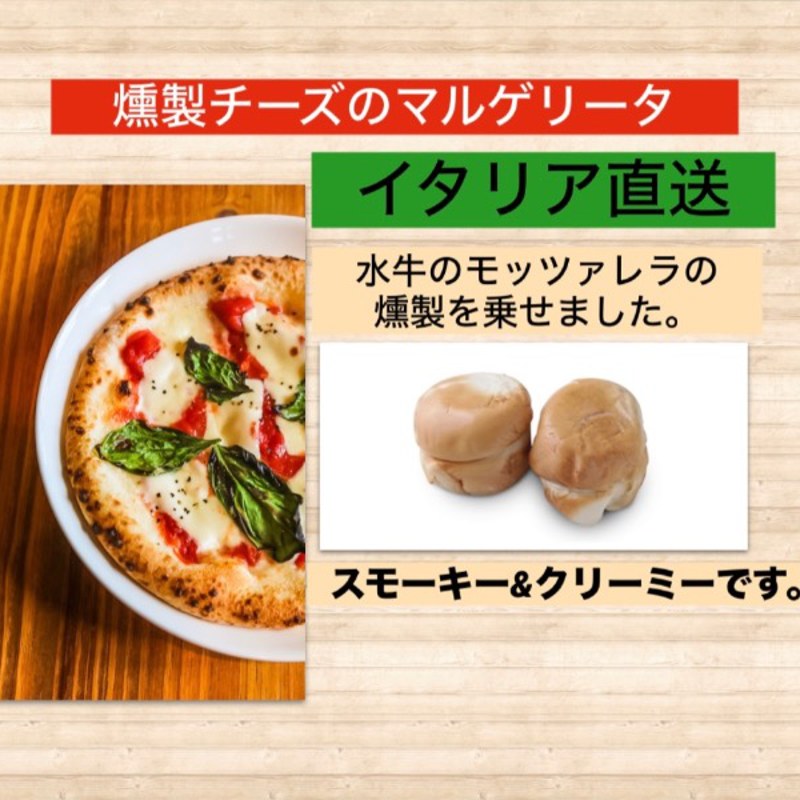 燻製チーズのマルゲリータ
イタリア直送
水牛のモッツァレラの
燻製を乗せました。
スモーキー&クリーミーです。